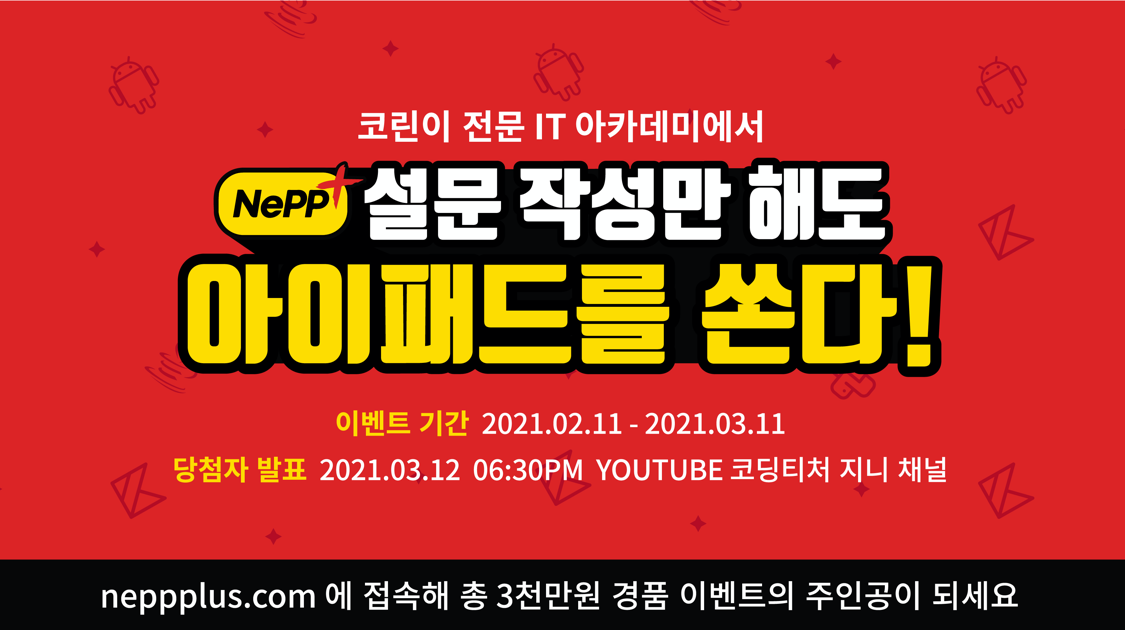 코린이 전문 IT 아카데미에서
NePP+ 설문 작성만 해도
아이패드를 쏜다!
이벤트 기간 2021.02.11 - 2021.03.11
당첨자 발표 2021.03.12 06:30PM YOUTUBE 코딩티처 지니 채널
neppplus.com 에 접속해 총 3천만원 경품 이벤트의 주인공이 되세요